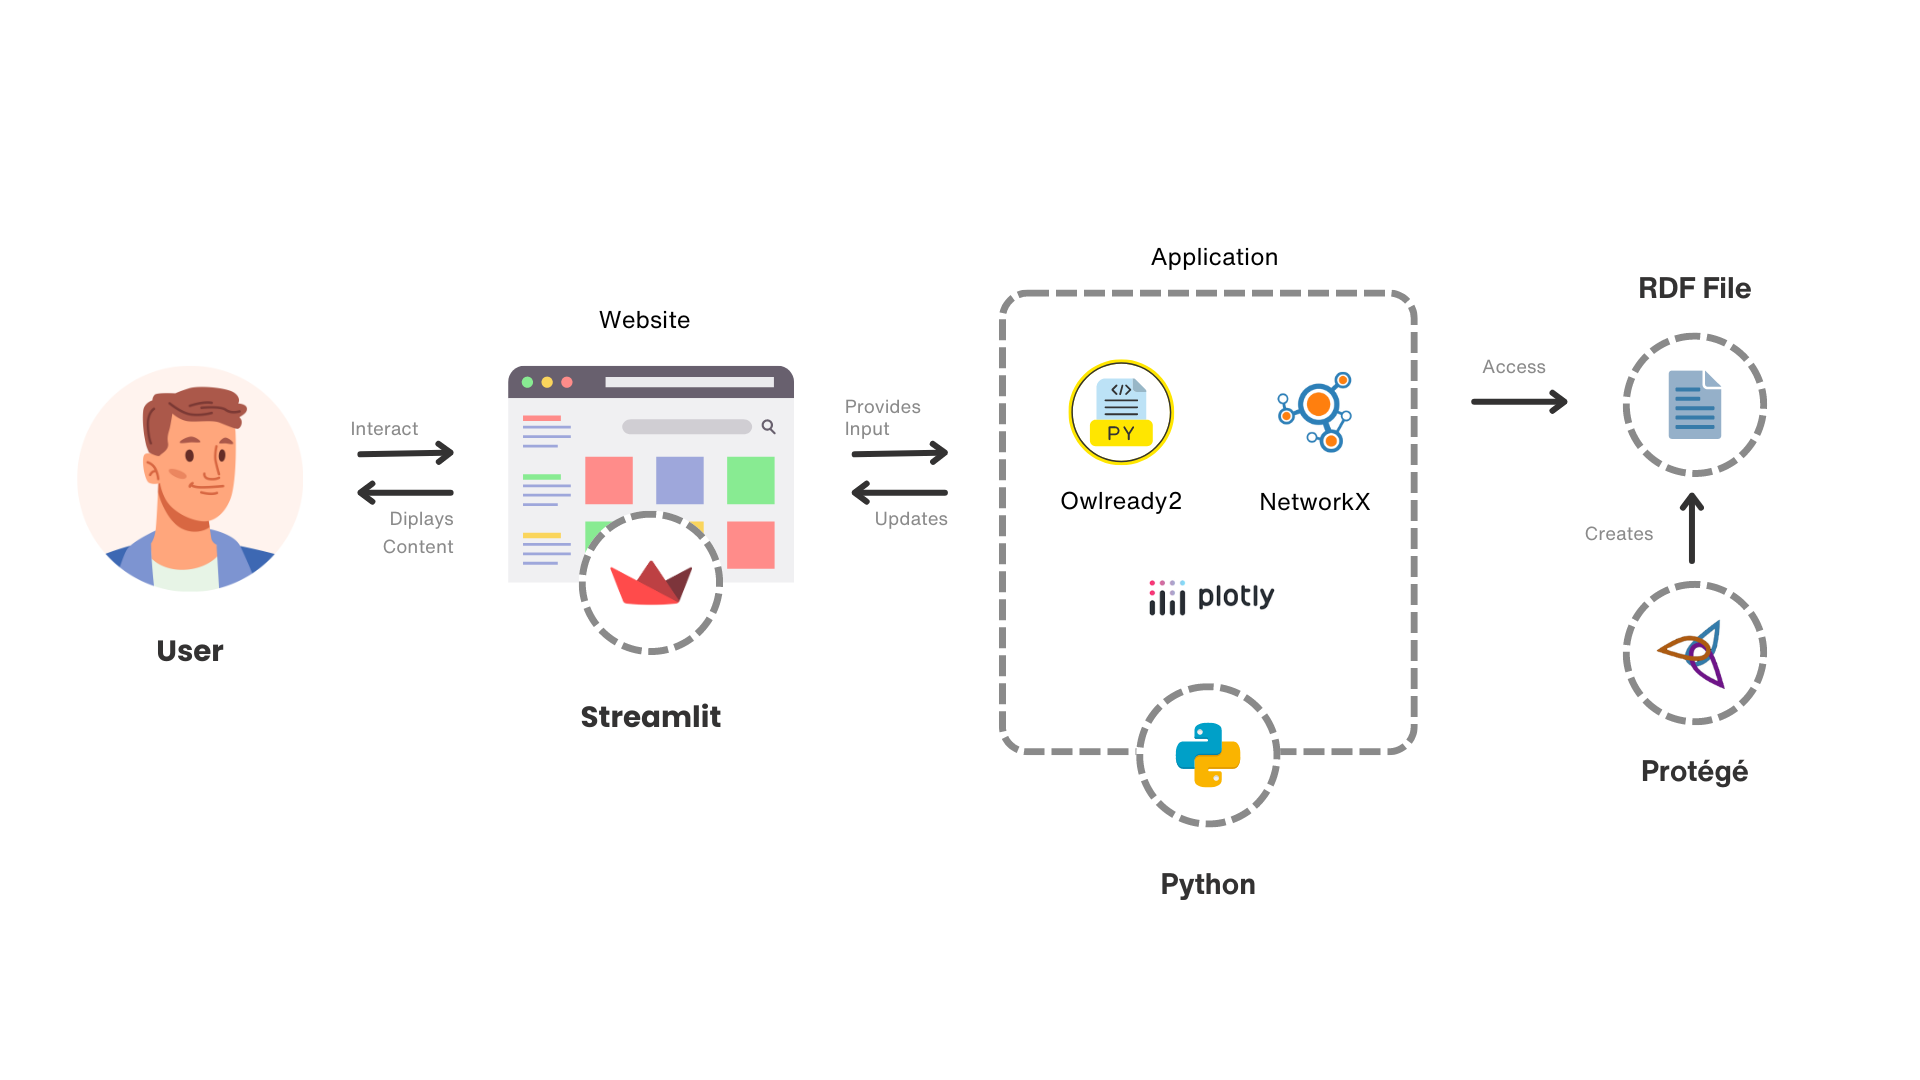 Application
RDF File
Website
Access
Provides
Input
Interact
</>
PY
Owlready2
NetworkX
Diplays
Content
Updates
Creates
plotly
User
Streamlit
Protégé
Python